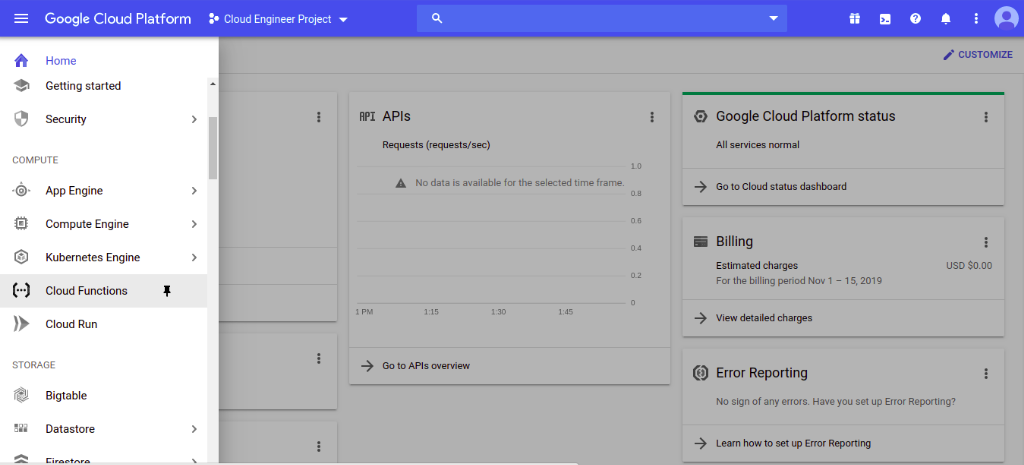 Google Cloud Platform
Cloud Engineer Project
CUSTOMIZE
Home
Getting started
Security
COMPUTE
App Engine
Compute Engine
Kubernetes Engine
Cloud Functions
Cloud Run
STORAGE
Bigtable
Datastore
Firestore
API APIs
Requests (requests/sec)
No data is available for the selected time frame.
1.0
0.8
0.6
0.4
0.2
0
1 PM 1:15 1:30 1:45
Go to APIs overview
Google Cloud Platform status
All services normal
Go to Cloud status dashboard
Billing
Estimated charges USD $0.00
For the billing period Nov 1 – 15, 2019
View detailed charges
Error Reporting
No sign of any errors. Have you set up Error Reporting?
Learn how to set up Error Reporting